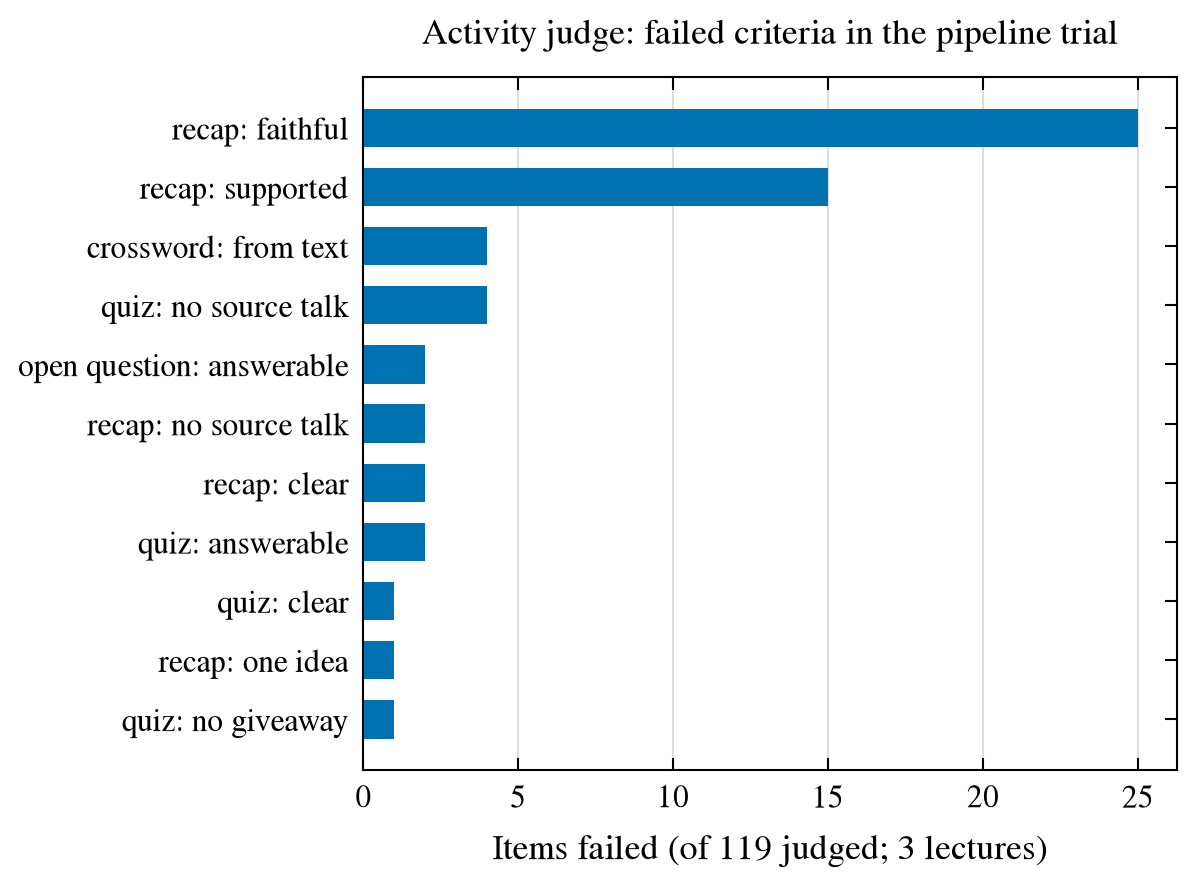 Activity judge: failed criteria in the pipeline trial
recap: faithful
recap: supported
crossword: from text
quiz: no source talk
open question: answerable
recap: no source talk
recap: clear
quiz: answerable
quiz: clear
recap: one idea
quiz: no giveaway
0 5 10 15 20 25
Items failed (of 119 judged; 3 lectures)